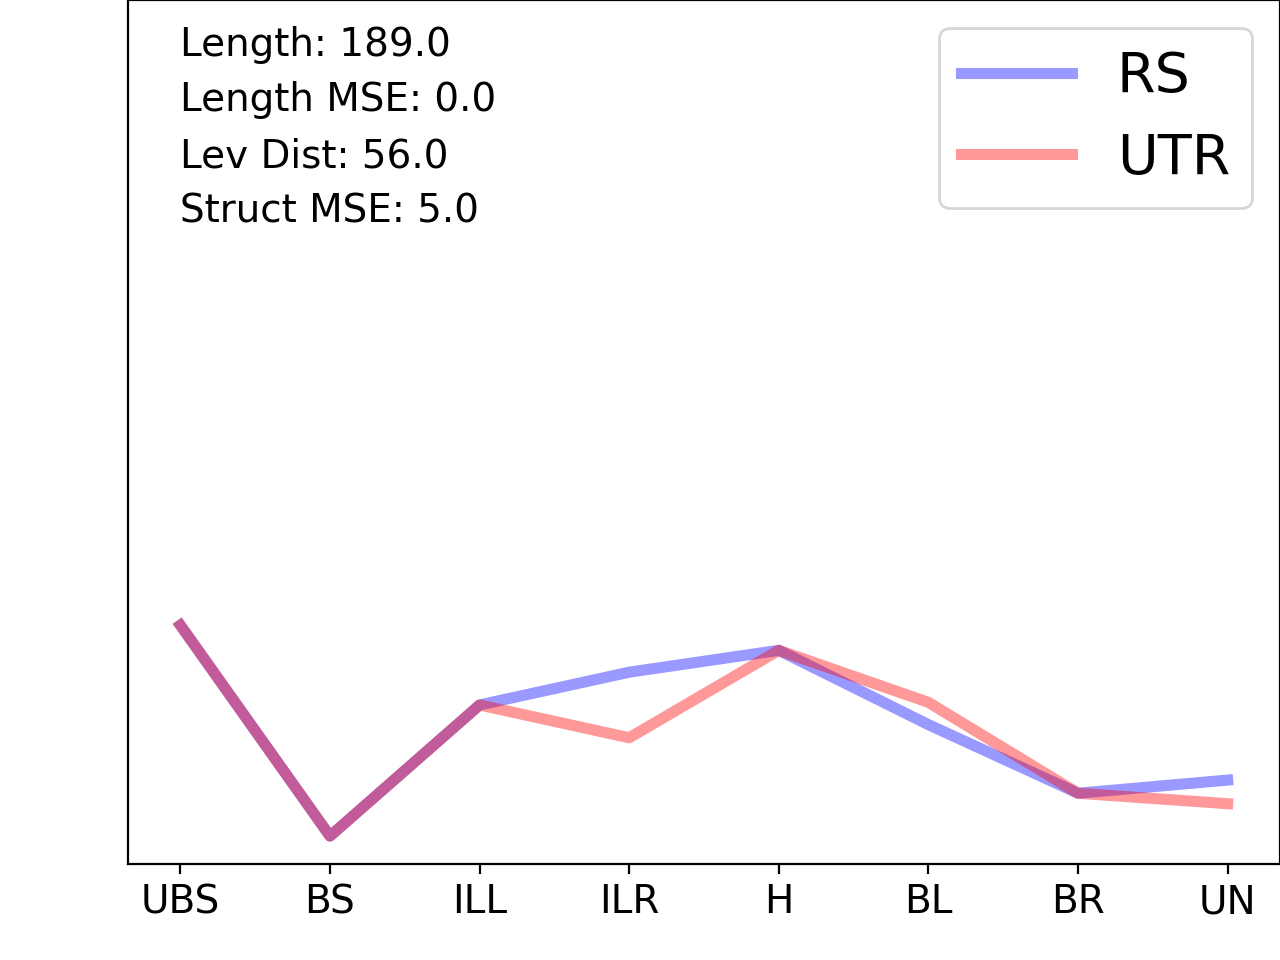 Length: 189.0
Length MSE: 0.0
Lev Dist: 56.0
Struct MSE: 5.0
RS
UTR
UBS BS ILL ILR H BL BR UN